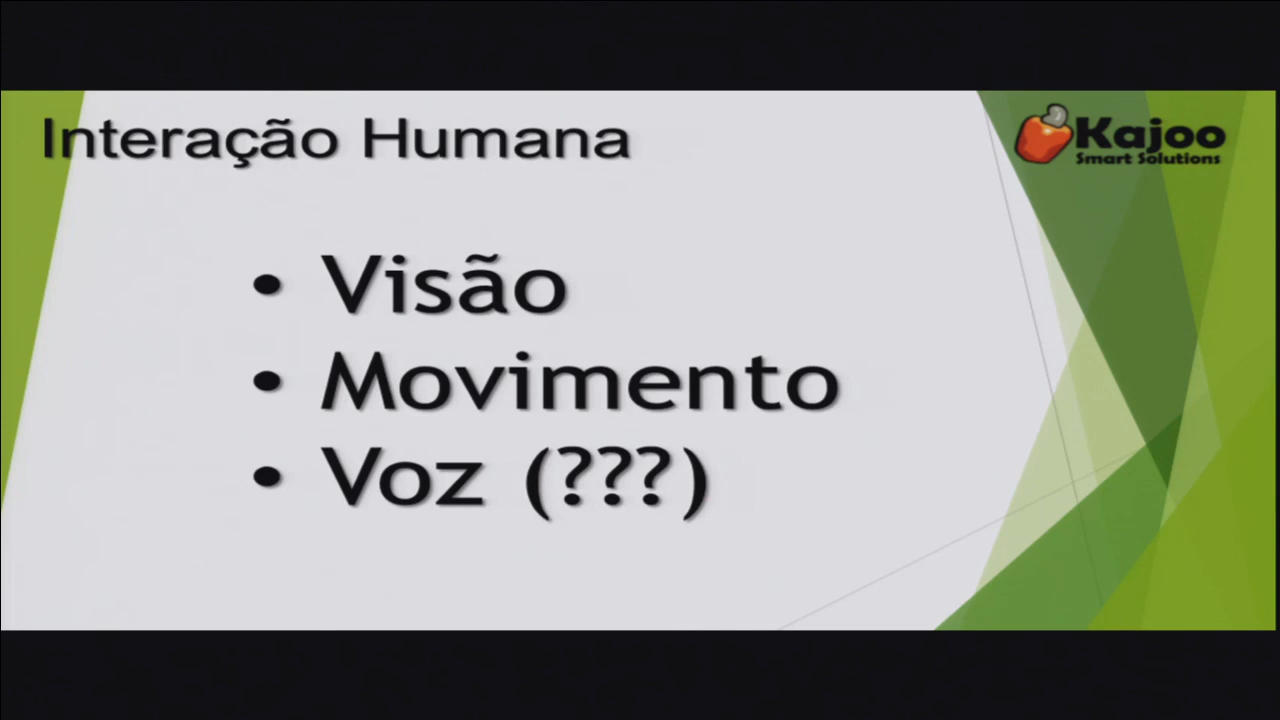 Interação Humana
Kajoo
Smart Solutions
• Visão
• Movimento
• Voz (???)